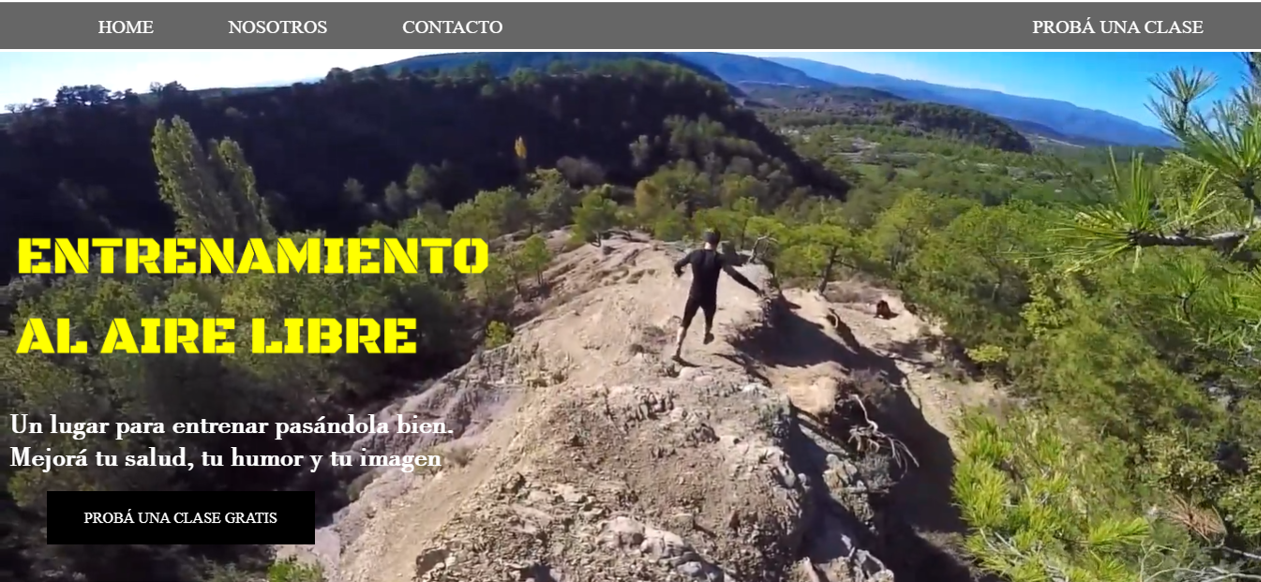 HOME
NOSOTROS
CONTACTO
PROBÁ UNA CLASE
ENTRENAMIENTO
AL AIRE LIBRE
Un lugar para entrenar pasándola bien.
Mejorá tu salud, tu humor y tu imagen
PROBÁ UNA CLASE GRATIS